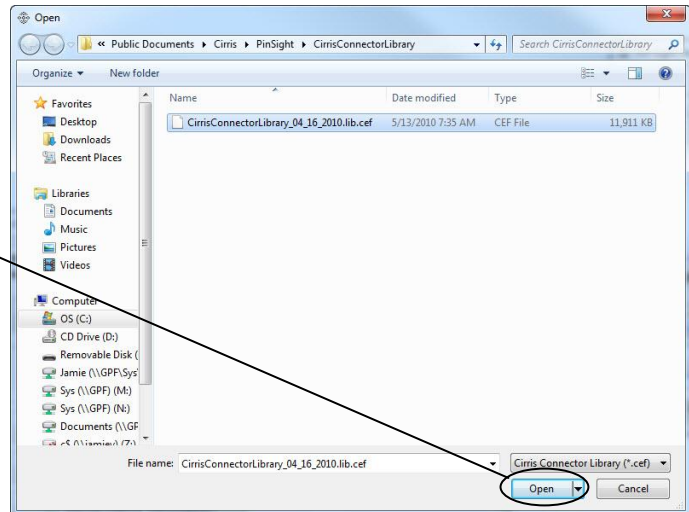 Open
« Public Documents ▸ Cirris ▸ PinSight ▸ CirrisConnectorLibrary
Search CirrisConnectorLibrary
Organize
New folder
Name
Date modified
Type
Size
CirrisConnectorLibrary_04_16_2010.lib.cef
5/13/2010 7:35 AM
CEF File
11,911 KB
Favorites
Desktop
Downloads
Recent Places
Libraries
Documents
Music
Pictures
Videos
Computer
OS (C:)
CD Drive (D:)
Removable Disk (
Jamie (\\GPF\Sys
Sys (\\GPF) (M:)
Sys (\\GPF) (N:)
Documents (\\GF
File name:
CirrisConnectorLibrary_04_16_2010.lib.cef
Cirris Connector Library (*.cef)
Open
Cancel